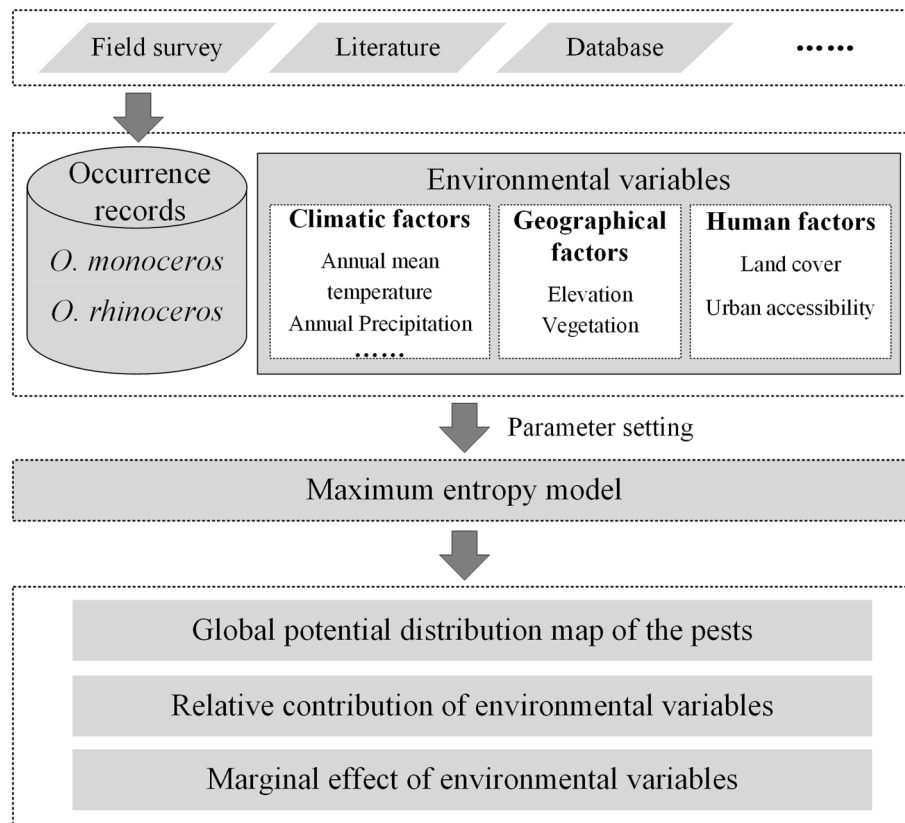 Field survey
Literature
Database
……
Occurrence
records
O. monoceros
O. rhinoceros
Environmental variables
Climatic factors
Annual mean
temperature
Annual Precipitation
……
Geographical
factors
Elevation
Vegetation
Human factors
Land cover
Urban accessibility
Parameter setting
Maximum entropy model
Global potential distribution map of the pests
Relative contribution of environmental variables
Marginal effect of environmental variables